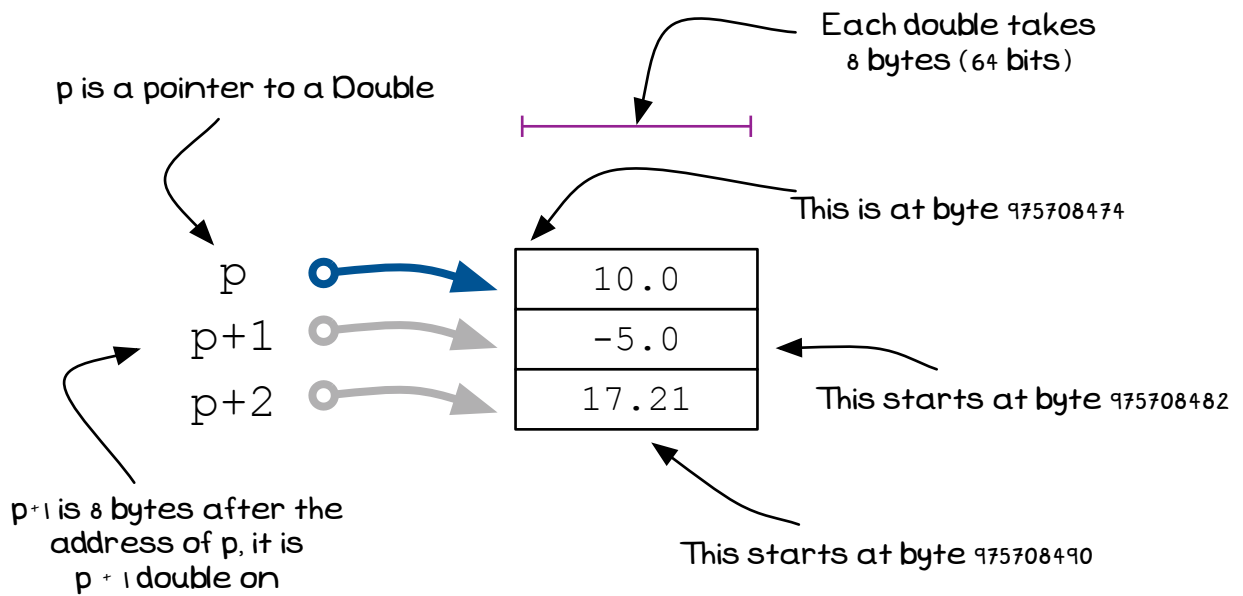 Each double takes
8 bytes (64 bits)
p is a pointer to a Double
This is at byte 975708474
p
10.0
p+1
-5.0
p+2
17.21
This starts at byte 975708482
p+1 is 8 bytes after the
address of p, it is
p + 1 double on
This starts at byte 975708490